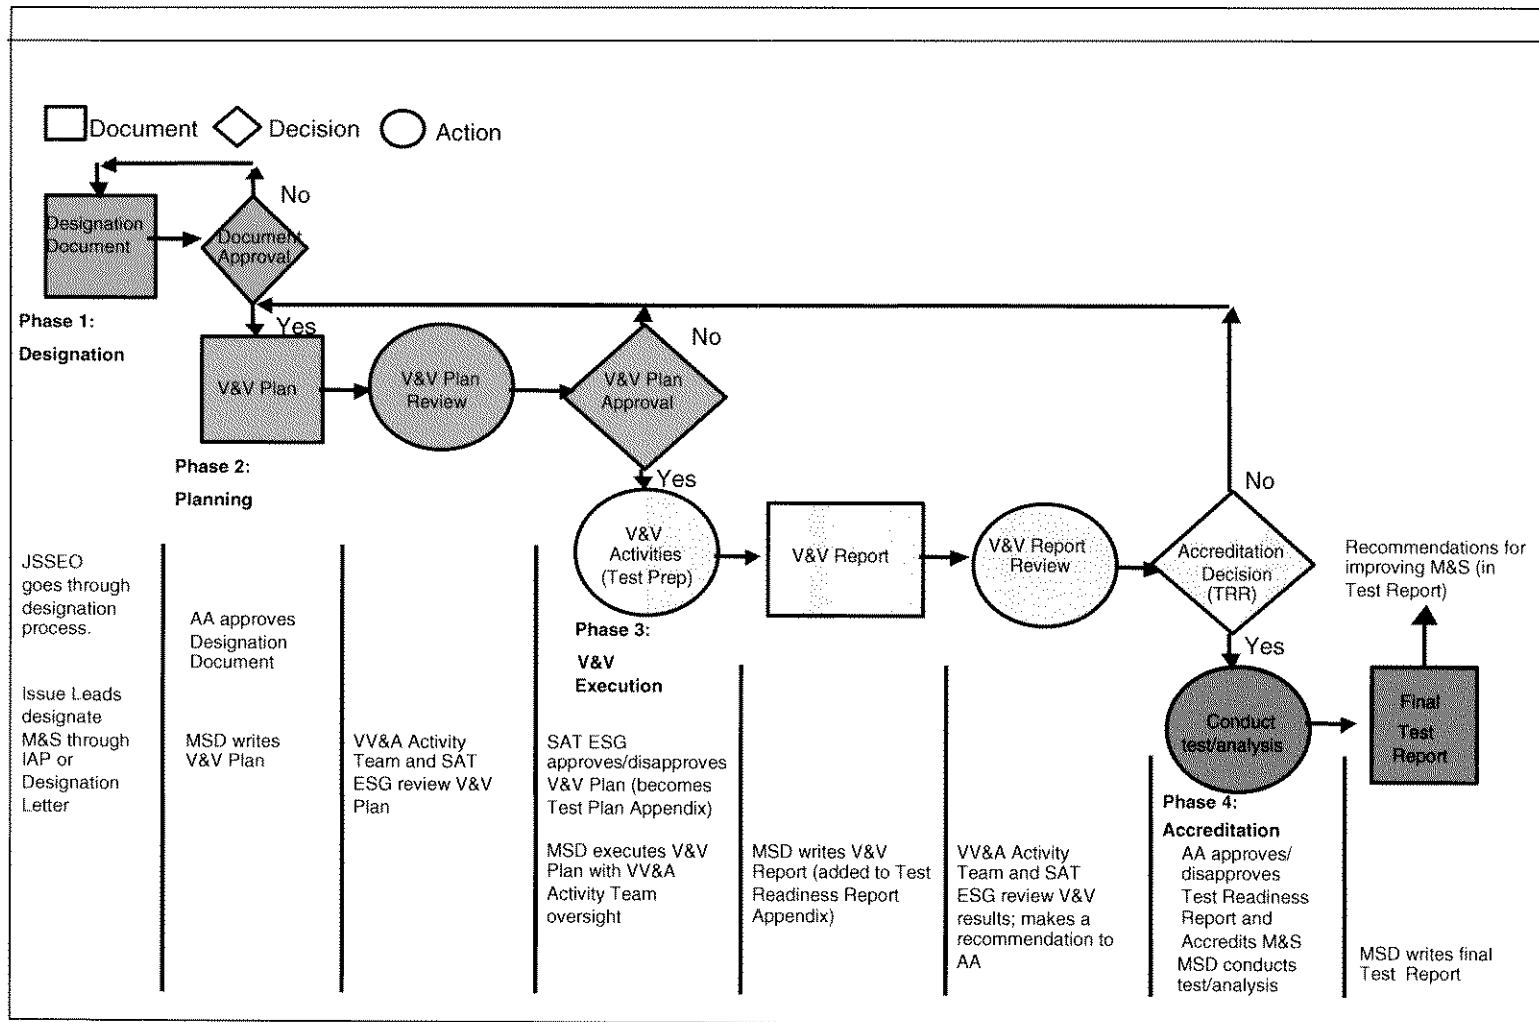 Document
Decision
Action
No
Designation
Document
Document
Approval
Phase 1:
Designation
Yes
V&V Plan
V&V Plan
Review
V&V Plan
Approval
No
Phase 2:
Planning
Yes
V&V
Activities
(Test Prep)
V&V Report
V&V Report
Review
Accreditation
Decision
(TRR)
No
Yes
Recommendations for
improving M&S (in
Test Report)
Phase 3:
V&V
Execution
Conduct
test/analysis
Final
Test
Report
Phase 4:
Accreditation
JSSEO
goes through
designation
process.
Issue Leads
designate
M&S through
IAP or
Designation
Letter
AA approves
Designation
Document
MSD writes
V&V Plan
VV&A Activity
Team and SAT
ESG review V&V
Plan
SAT ESG
approves/disapproves
V&V Plan (becomes
Test Plan Appendix)
MSD executes V&V
Plan with VV&A
Activity Team
oversight
MSD writes V&V
Report (added to Test
Readiness Report
Appendix)
VV&A Activity
Team and SAT
ESG review V&V
results; makes a
recommendation to
AA
AA approves/
disapproves
Test Readiness
Report and
Accredits M&S
MSD conducts
test/analysis
MSD writes final
Test Report